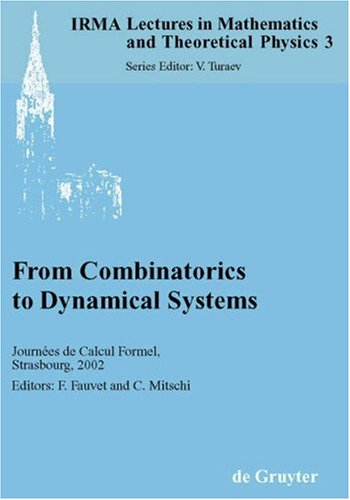 IRMA Lectures in Mathematics
and Theoretical Physics 3
Series Editor: V. Turaev
From Combinatorics
to Dynamical Systems
Journées de Calcul Formel,
Strasbourg, 2002
Editors: F. Fauvet and C. Mitschi
de Gruyter